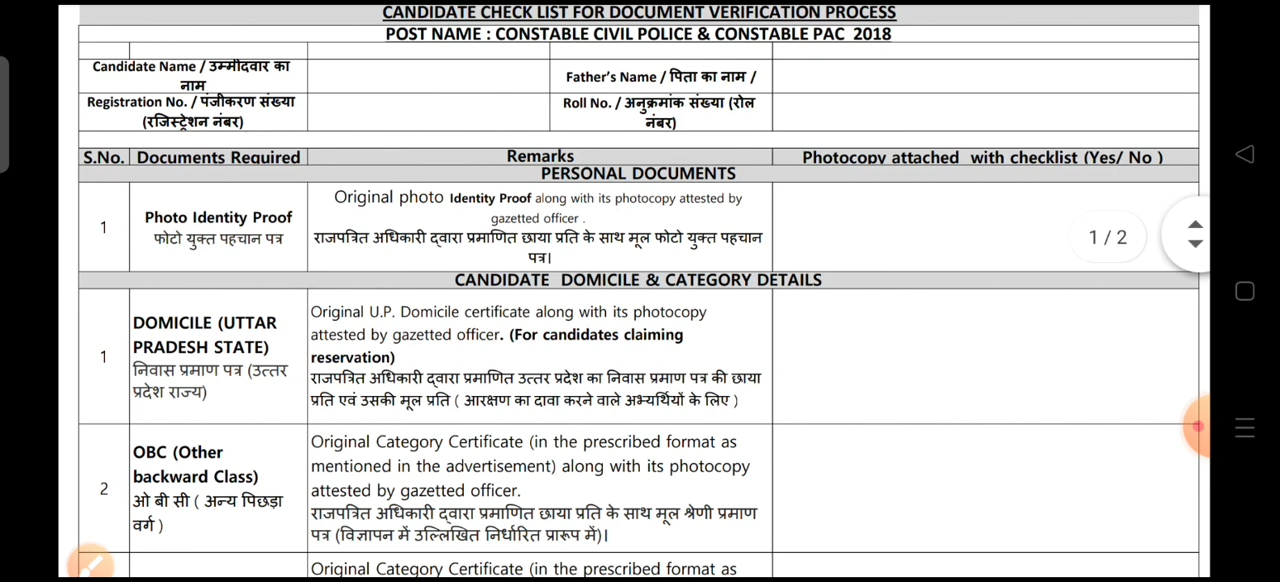 CANDIDATE CHECK LIST FOR DOCUMENT VERIFICATION PROCESS
POST NAME : CONSTABLE CIVIL POLICE & CONSTABLE PAC 2018
Candidate Name / उम्मीदवार का
नाम
Father's Name / पिता का नाम /
Registration No. / पंजीकरण संख्या
(रजिस्ट्रेशन नंबर)
Roll No. / अनुक्रमांक संख्या (रोल
नंबर)
S.No. Documents Required Remarks Photocopy attached with checklist (Yes/ No )
PERSONAL DOCUMENTS
1
Photo Identity Proof
फोटो युक्त पहचान पत्र
Original photo Identity Proof along with its photocopy attested by
gazetted officer .
राजपत्रित अधिकारी द्वारा प्रमाणित छाया प्रति के साथ मूल फोटो युक्त पहचान
पत्र।
1 / 2
CANDIDATE DOMICILE & CATEGORY DETAILS
1
DOMICILE (UTTAR
PRADESH STATE)
निवास प्रमाण पत्र (उत्तर
प्रदेश राज्य)
Original U.P. Domicile certificate along with its photocopy
attested by gazetted officer. (For candidates claiming
reservation)
राजपत्रित अधिकारी द्वारा प्रमाणित उत्तर प्रदेश का निवास प्रमाण पत्र की छाया
प्रति एवं उसकी मूल प्रति ( आरक्षण का दावा करने वाले अभ्यर्थियों के लिए )
2
OBC (Other
backward Class)
ओ बी सी ( अन्य पिछड़ा
वर्ग )
Original Category Certificate (in the prescribed format as
mentioned in the advertisement) along with its photocopy
attested by gazetted officer.
राजपत्रित अधिकारी द्वारा प्रमाणित छाया प्रति के साथ मूल श्रेणी प्रमाण
पत्र (विज्ञापन में उल्लिखित निर्धारित प्रारूप में)।
Original Category Certificate (in the prescribed format as